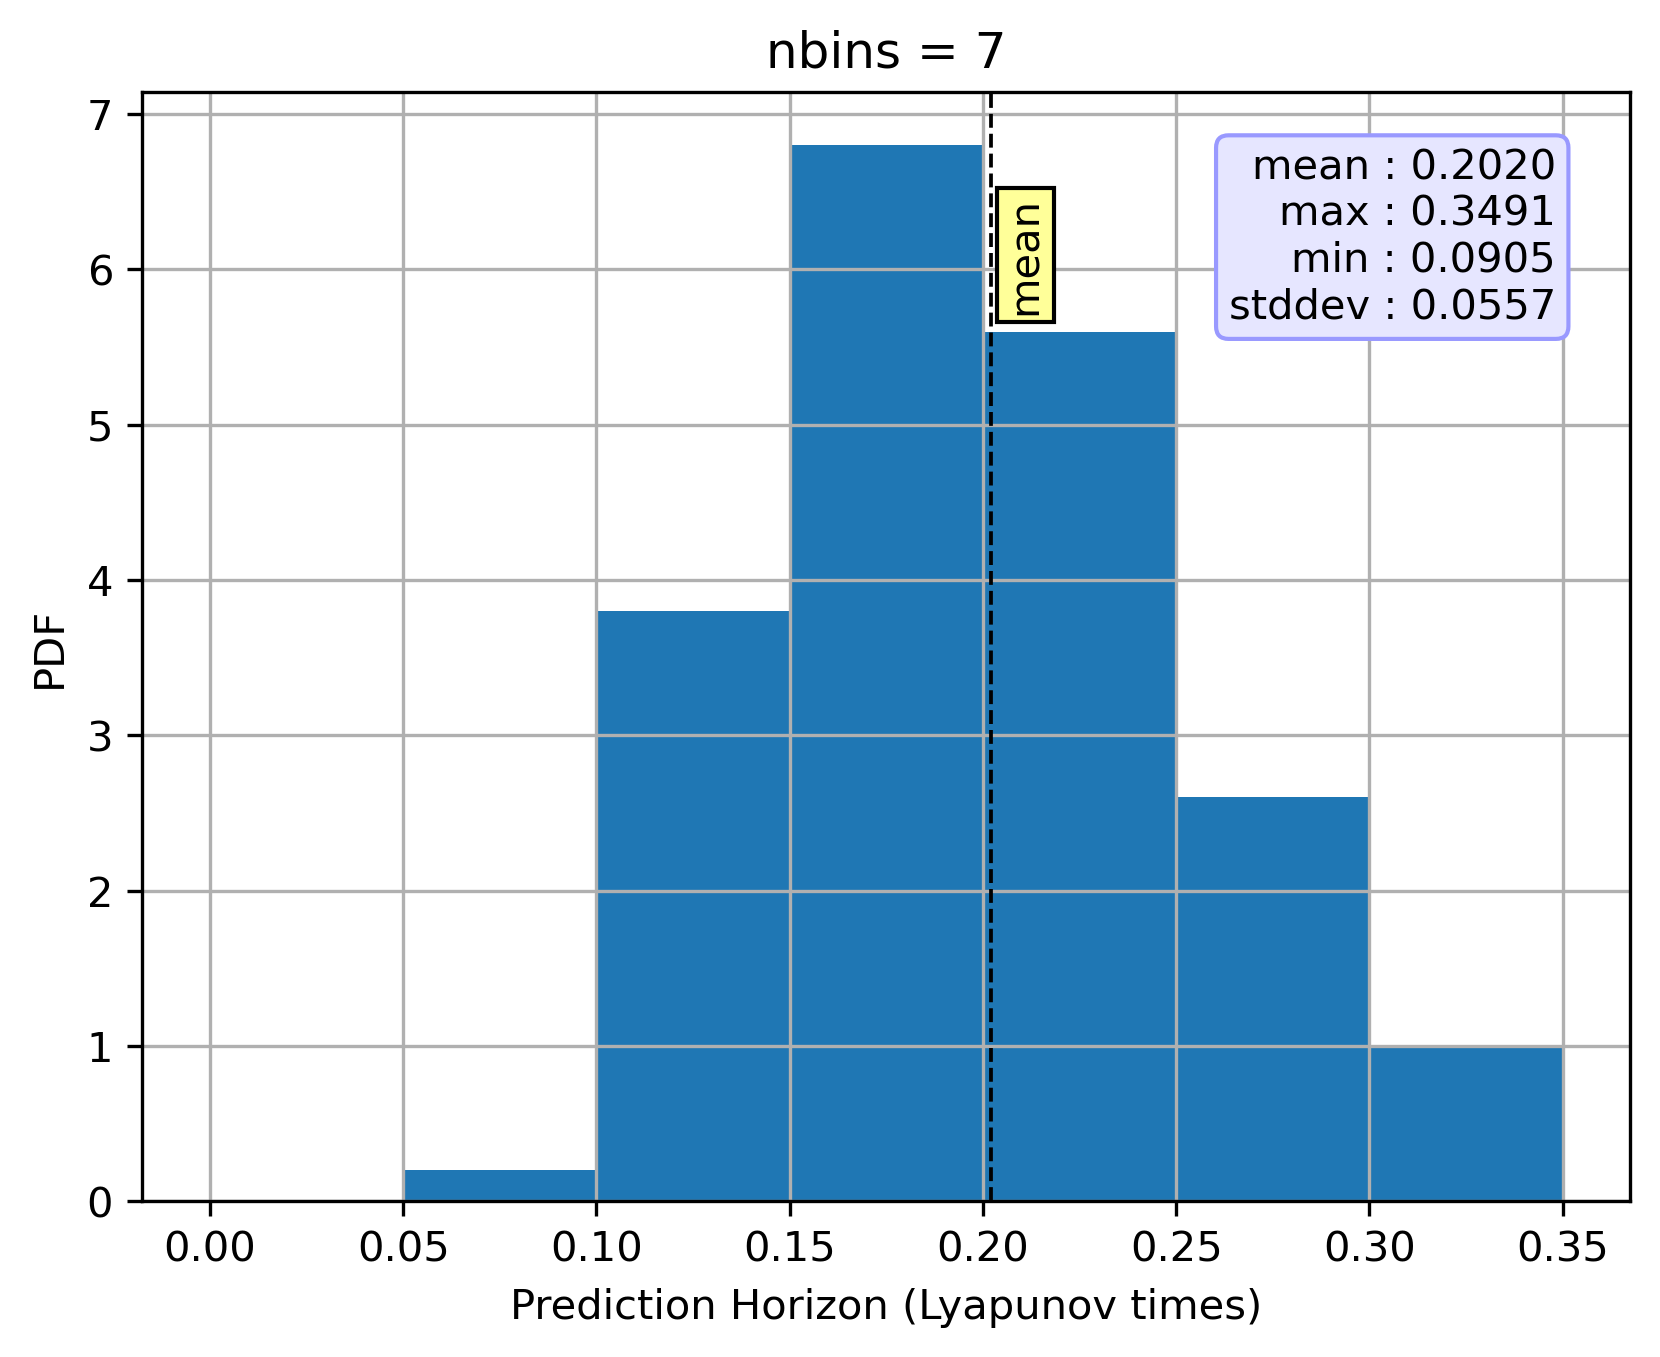 nbins = 7
7
6
5
4
3
2
1
0
PDF
mean
mean : 0.2020
max : 0.3491
min : 0.0905
stddev : 0.0557
0.00 0.05 0.10 0.15 0.20 0.25 0.30 0.35
Prediction Horizon (Lyapunov times)